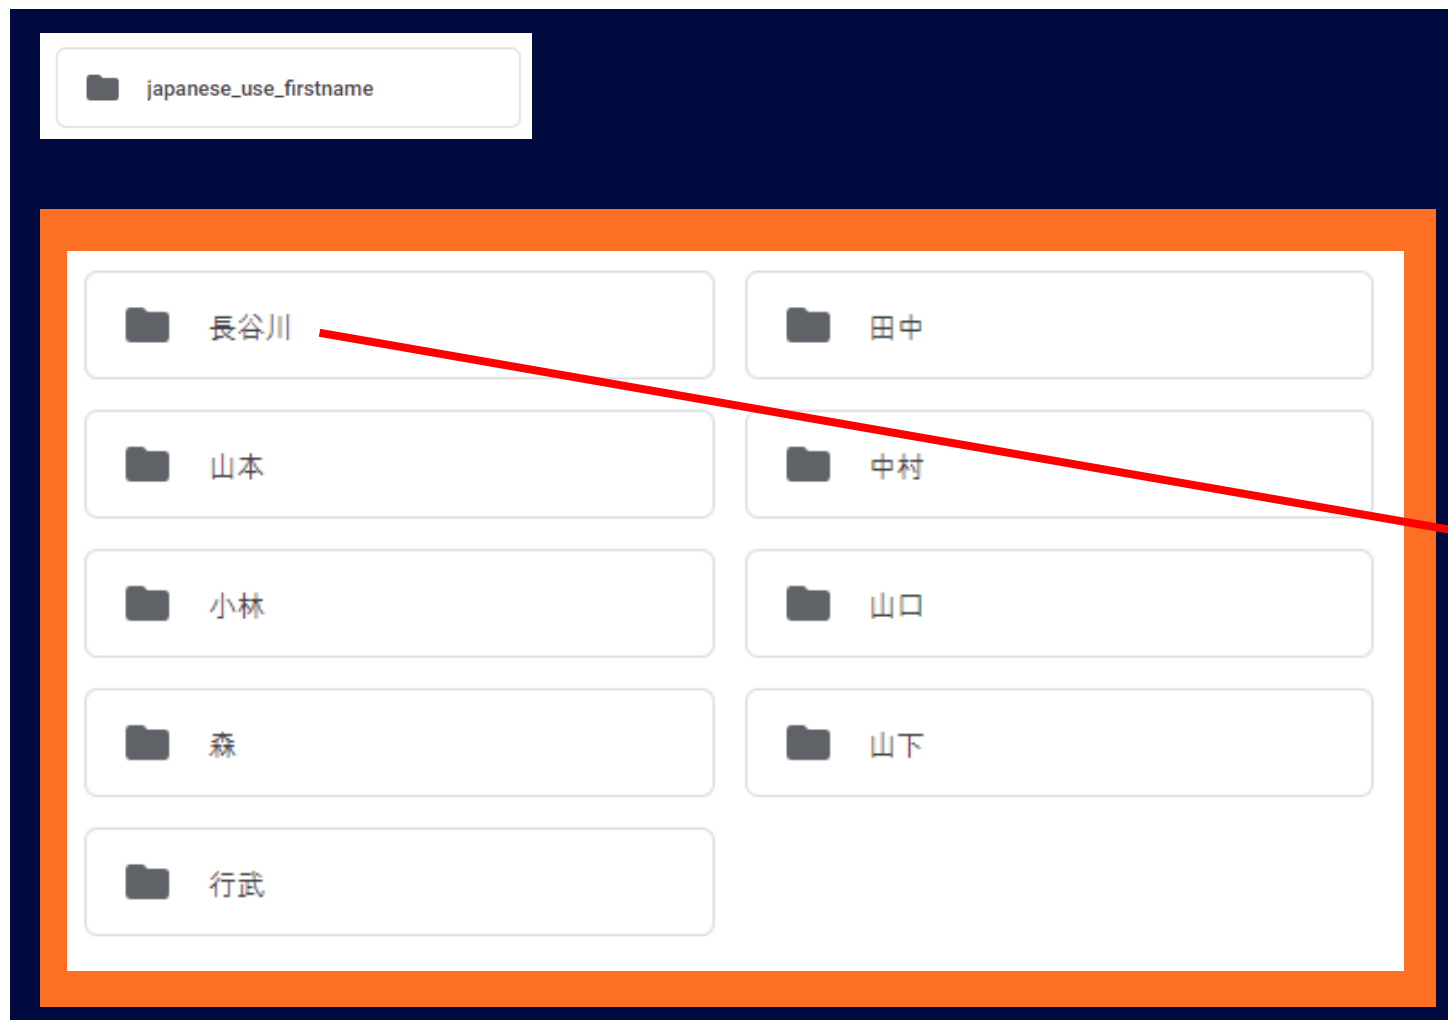 japanese_use_firstname
長谷川
田中
山本
中村
小林
山口
森
山下
行武